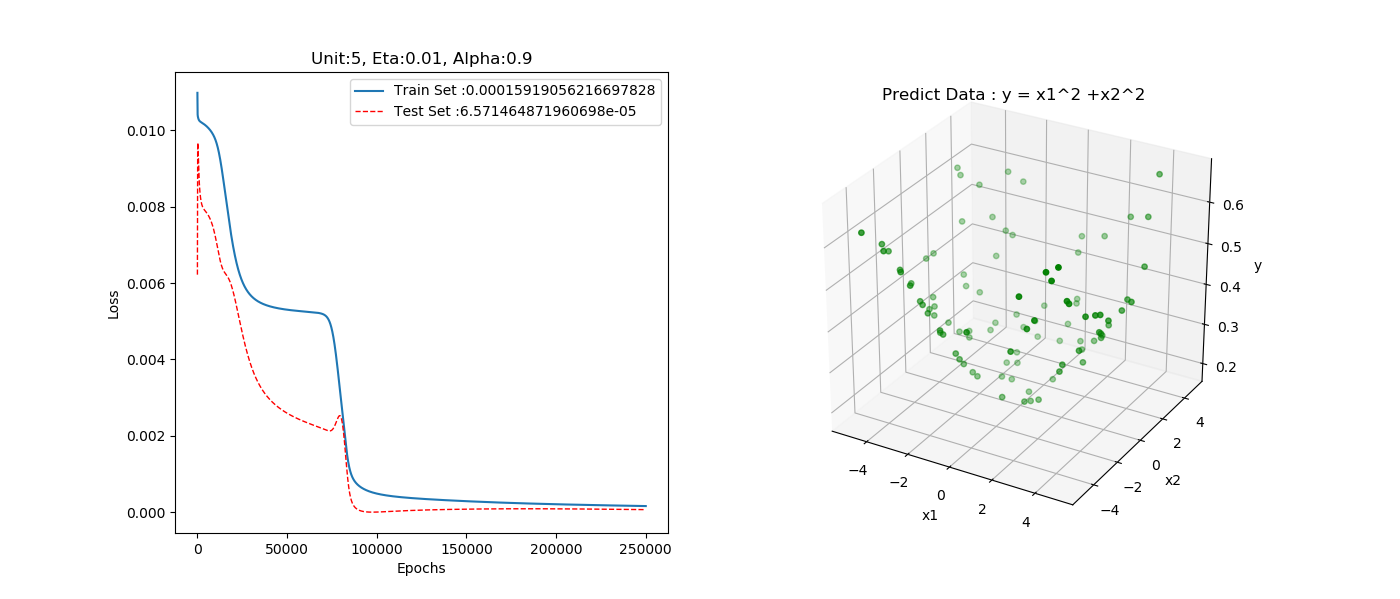 Unit:5, Eta:0.01, Alpha:0.9
Train Set :0.00015919056216697828
Test Set :6.571464871960698e-05
0.010
0.008
0.006
0.004
0.002
0.000
Loss
0 50000 100000 150000 200000 250000
Epochs
Predict Data : y = x1^2 +x2^2
0.6
0.5
0.4
0.3
0.2
y
4
2
0
−2
−4
x2
−4
−2
0
2
4
x1